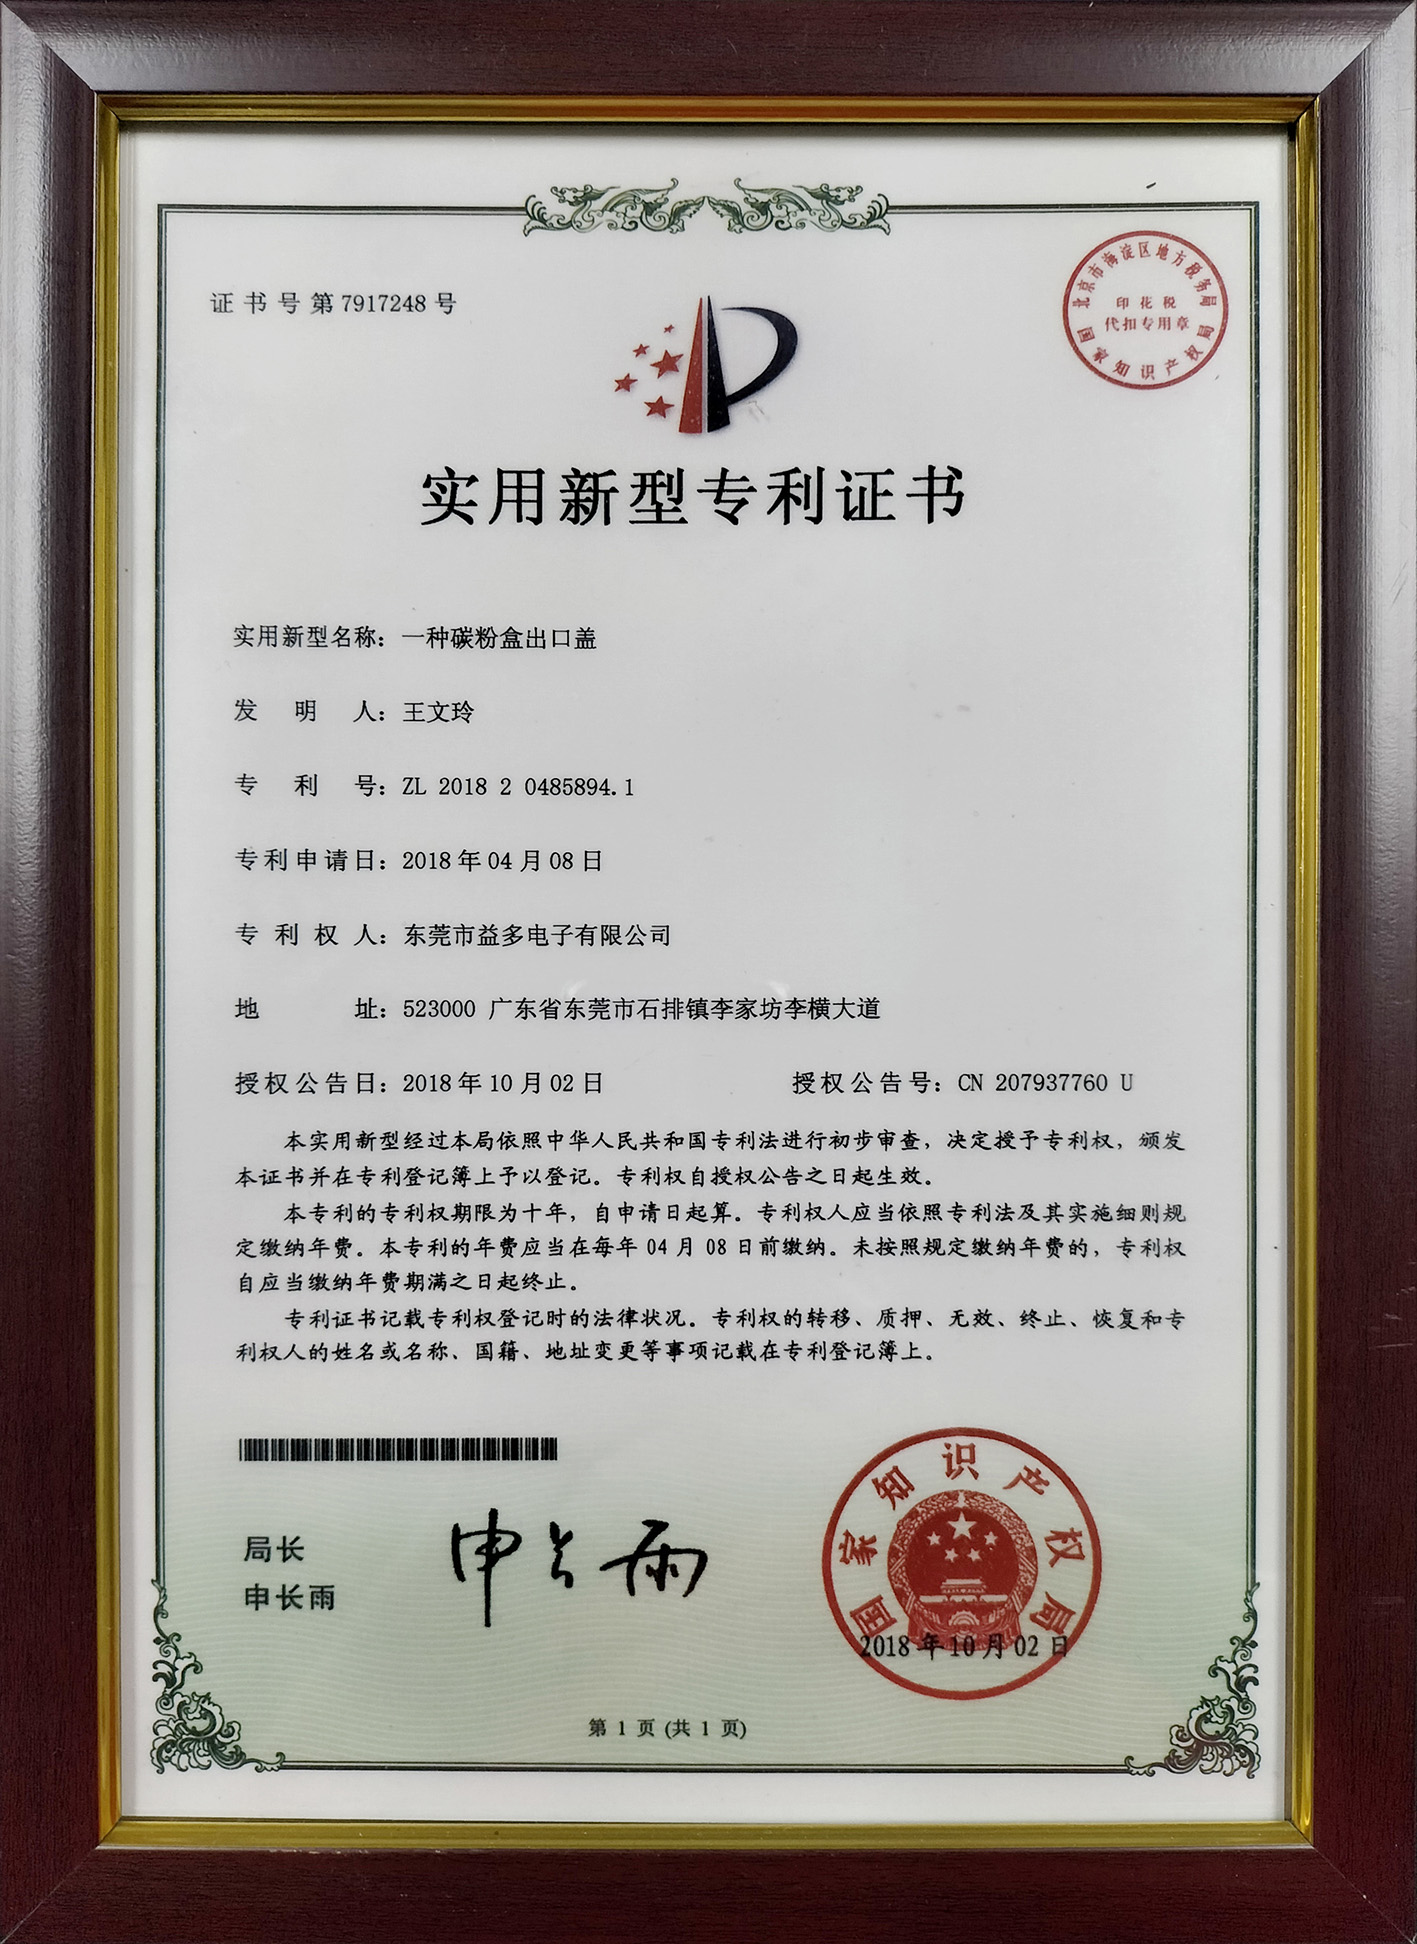 证书号第7917248号
北京市海淀区地方税务局
印花税
代扣专用章
国家知识产权局
实用新型专利证书
实用新型名称：一种碳粉盒出口盖
发明人：王文玲
专利号：ZL 2018 2 0485894.1
专利申请日：2018年04月08日
专利权人：东莞市益多电子有限公司
地址：523000 广东省东莞市石排镇李家坊李横大道
授权公告日：2018年10月02日 授权公告号：CN 207937760 U
本实用新型经过本局依照中华人民共和国专利法进行初步审查，决定授予专利权，颁发
本证书并在专利登记簿上予以登记。专利权自授权公告之日起生效。
本专利的专利权期限为十年，自申请日起算。专利权人应当依照专利法及其实施细则规
定缴纳年费。本专利的年费应当在每年04月08日前缴纳。未按照规定缴纳年费的，专利权
自应当缴纳年费期满之日起终止。
专利证书记载专利权登记时的法律状况。专利权的转移、质押、无效、终止、恢复和专
利权人的姓名或名称、国籍、地址变更等事项记载在专利登记簿上。
局长
申长雨
申长雨
国家知识产权局
2018年10月02日
第1页(共1页)